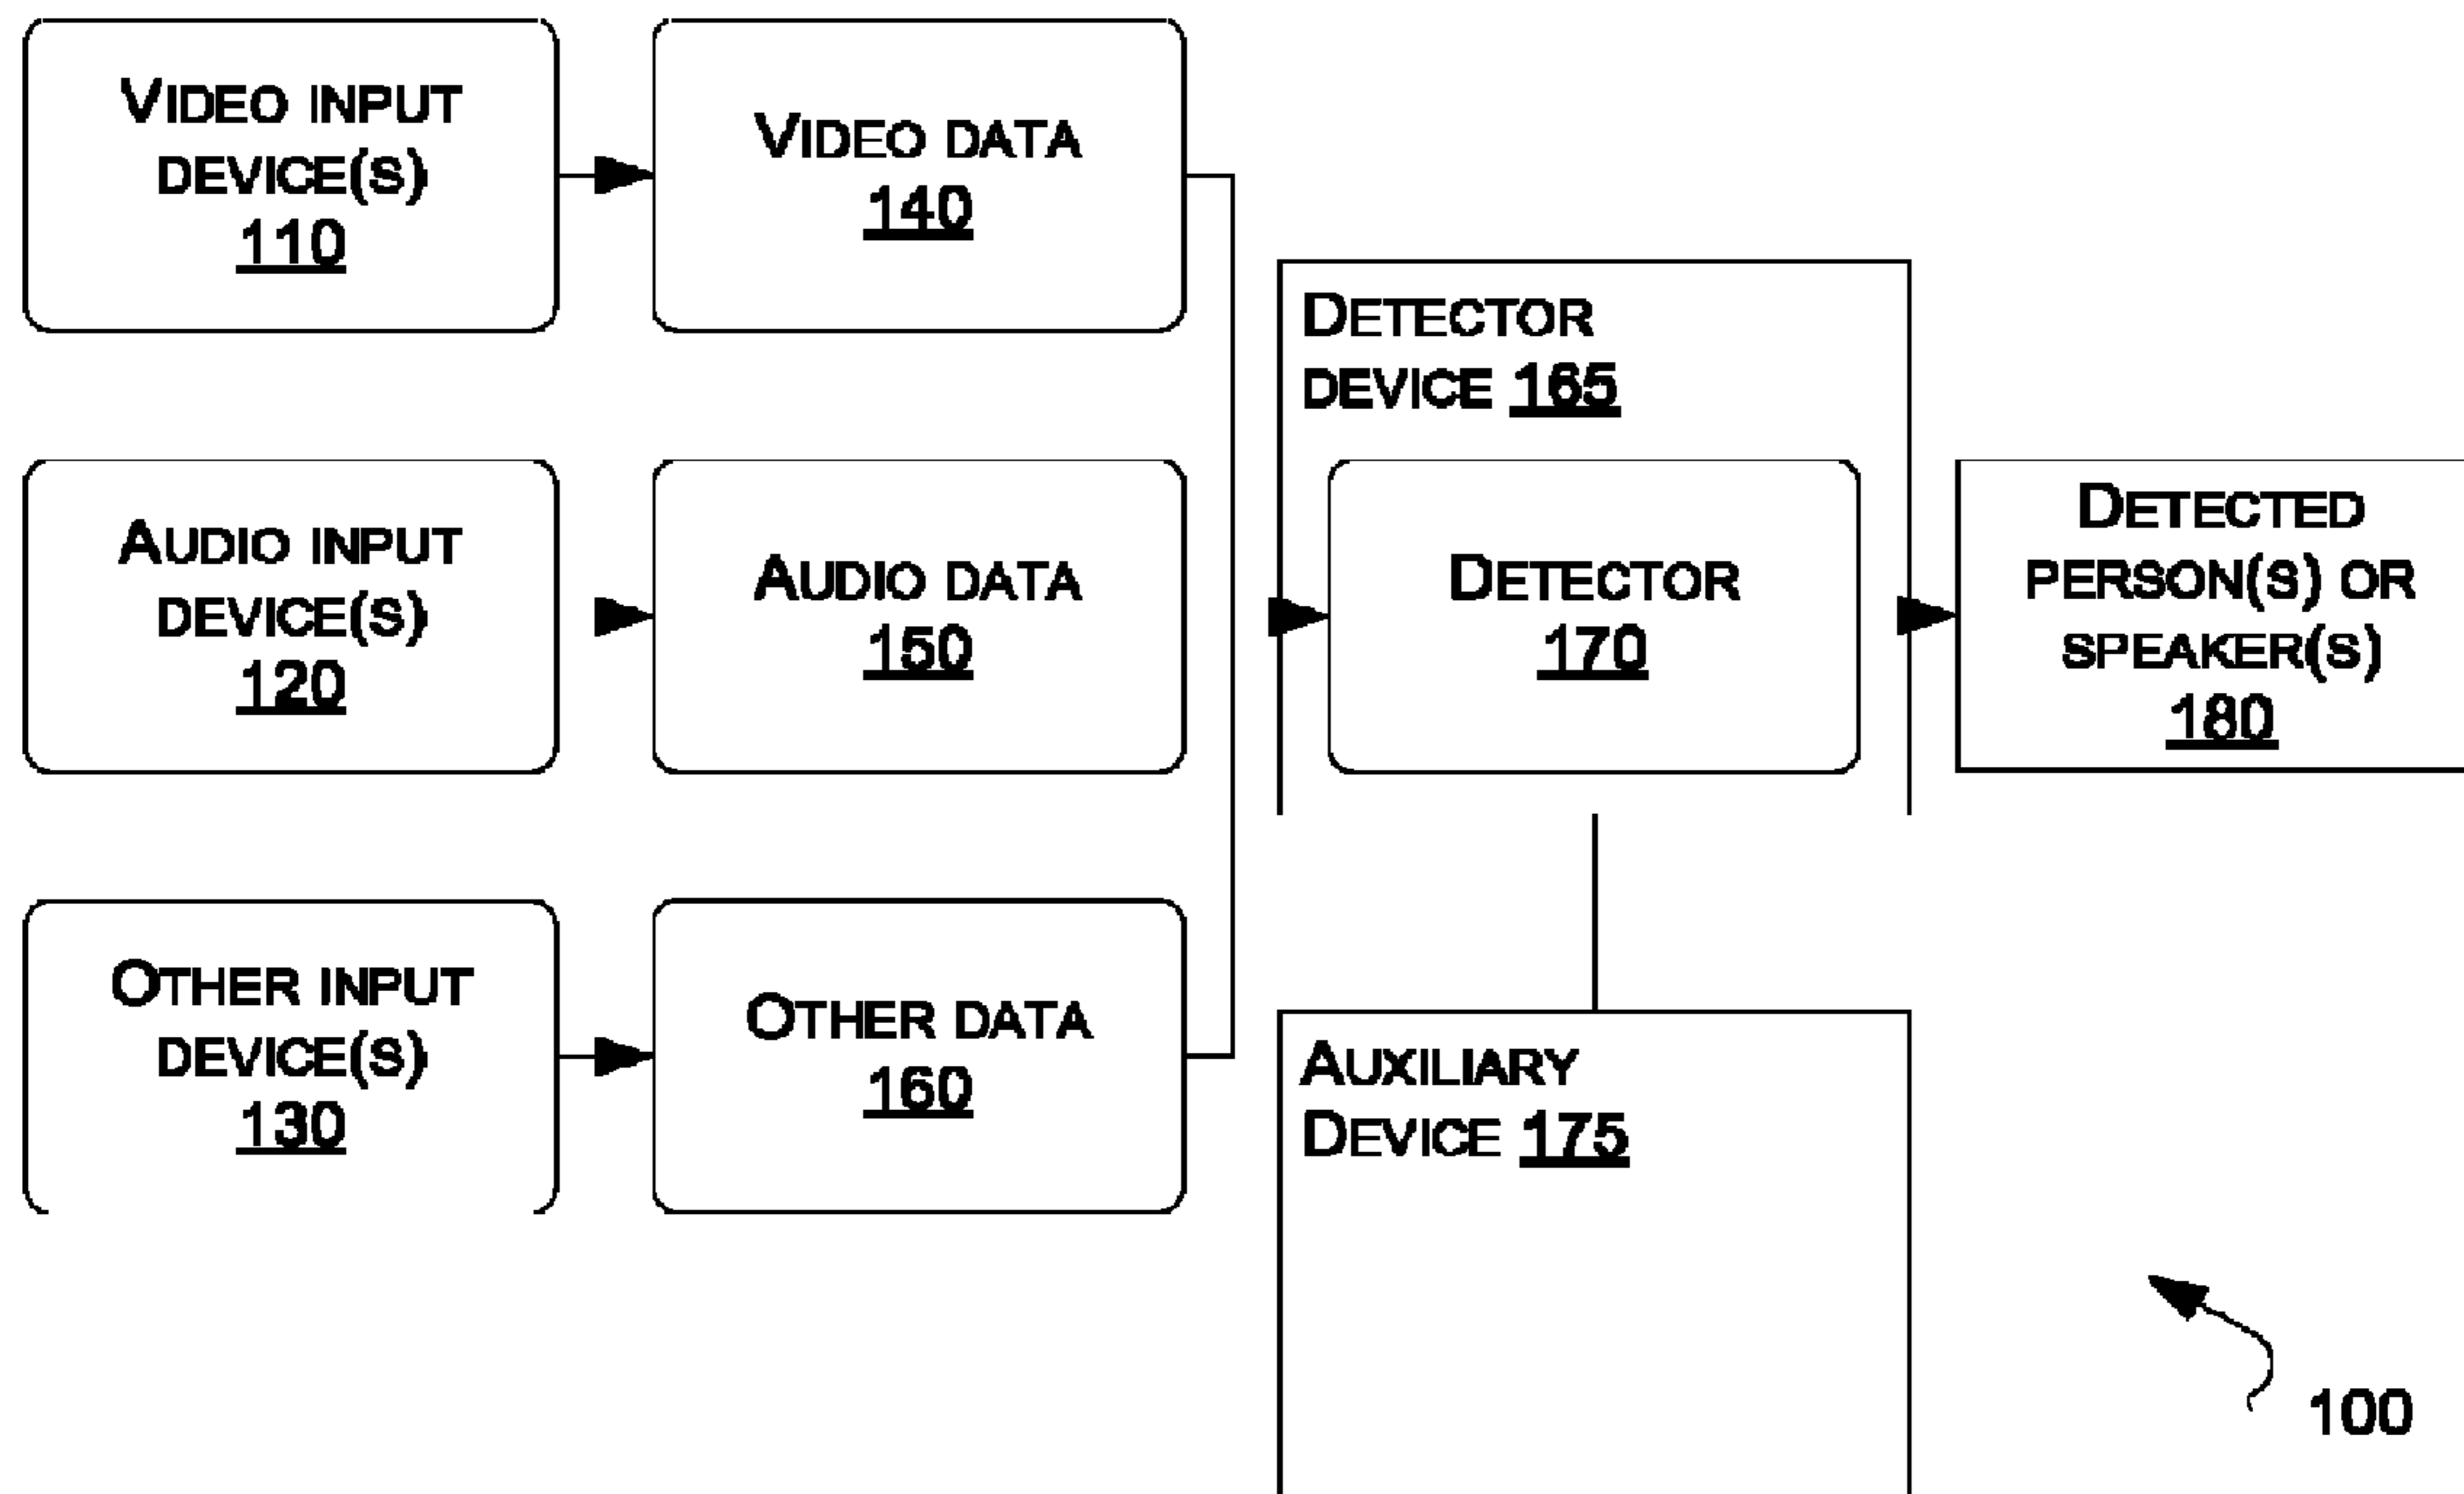 VIDEO INPUT
DEVICE(S)
110
VIDEO DATA
140
DETECTOR
DEVICE 165
AUDIO INPUT
DEVICE(S)
120
AUDIO DATA
150
DETECTOR
170
DETECTED
PERSON(S) OR
SPEAKER(S)
180
OTHER INPUT
DEVICE(S)
130
OTHER DATA
160
AUXILIARY
DEVICE 175
100